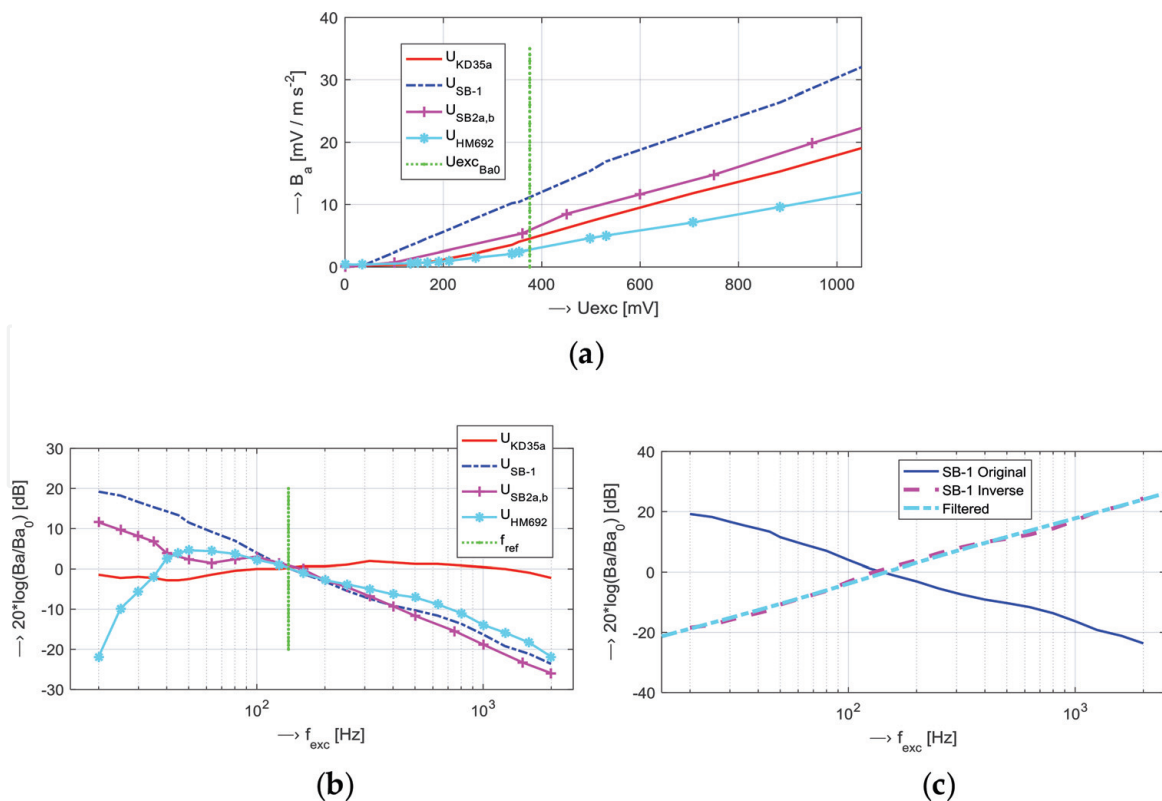 40
30
20
10
0
—> B_a [mV / m s^-2]
U_KD35a
U_SB-1
U_SB2a,b
U_HM692
Uexc_Ba0
0 200 400 600 800 1000
—> Uexc [mV]
(a)
30
20
10
0
-10
-20
-30
—> 20*log(Ba/Ba_0) [dB]
U_KD35a
U_SB-1
U_SB2a,b
U_HM692
f_ref
10^2 10^3
—> f_exc [Hz]
(b)
40
20
0
-20
-40
—> 20*log(Ba/Ba_0) [dB]
SB-1 Original
SB-1 Inverse
Filtered
10^2 10^3
—> f_exc [Hz]
(c)